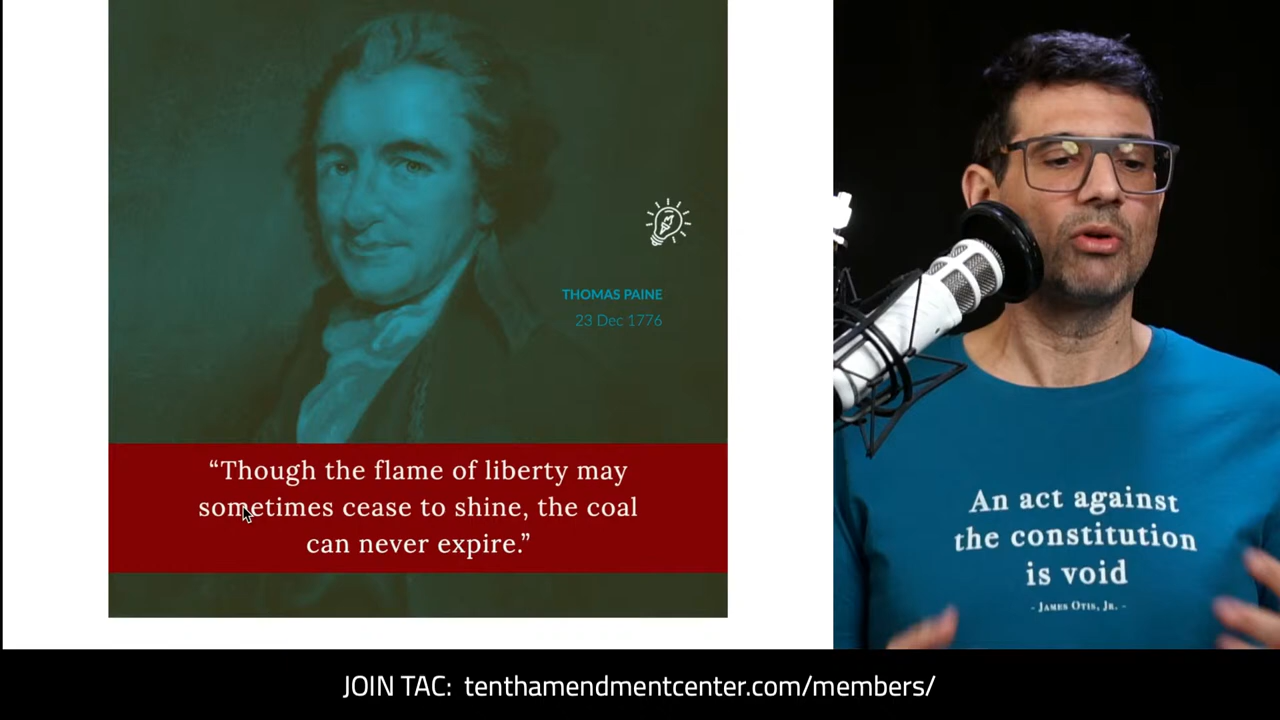 THOMAS PAINE
23 Dec 1776
“Though the flame of liberty may
sometimes cease to shine, the coal
can never expire.”
An act against
the constitution
is void
- James Otis, Jr. -
JOIN TAC: tenthamendmentcenter.com/members/